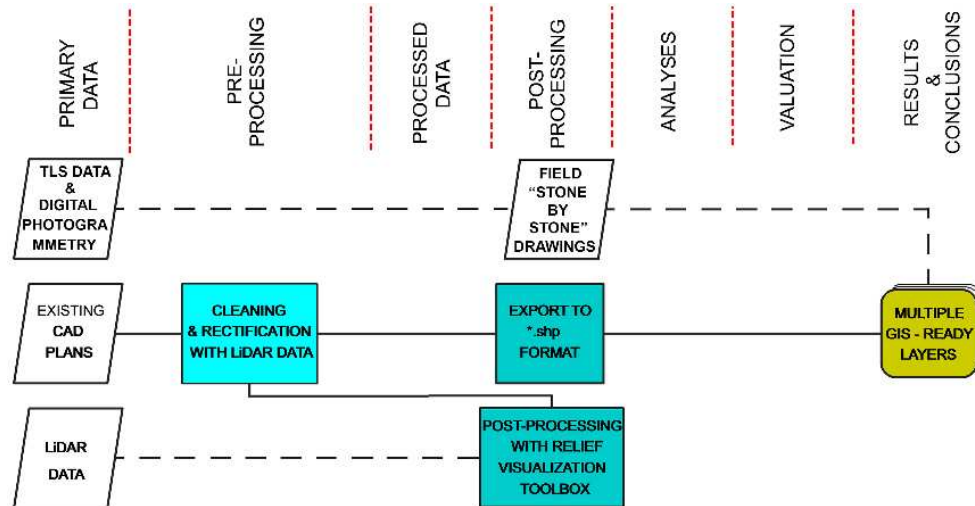 PRIMARY
DATA
PRE-
PROCESSING
PROCESSED
DATA
POST-
PROCESSING
ANALYSES
VALUATION
RESULTS
&
CONCLUSIONS
TLS DATA
&
DIGITAL
PHOTOGRA
MMETRY
FIELD
“STONE
BY
STONE”
DRAWINGS
EXISTING
CAD
PLANS
CLEANING
& RECTIFICATION
WITH LiDAR DATA
EXPORT TO
*.shp
FORMAT
MULTIPLE
GIS - READY
LAYERS
LiDAR
DATA
POST-PROCESSING
WITH RELIEF
VISUALIZATION
TOOLBOX